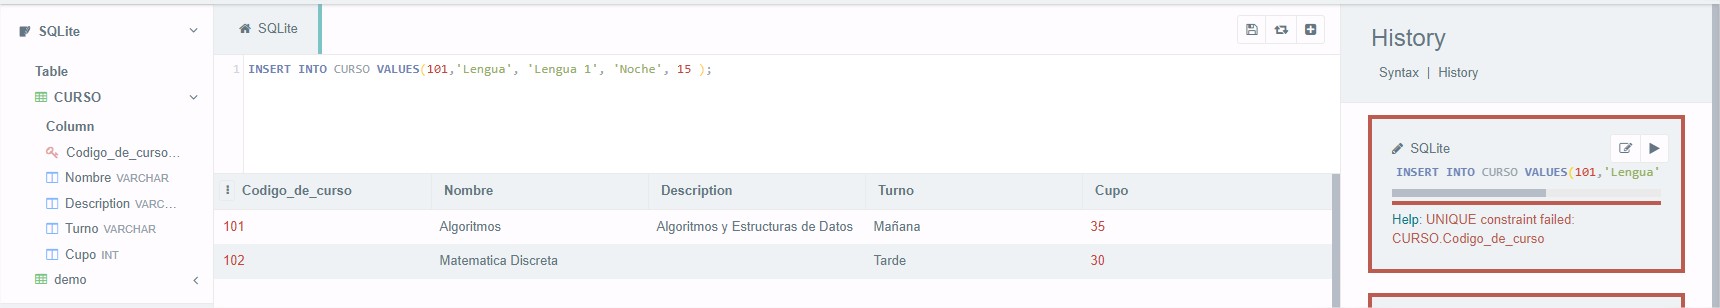 SQLite
Table
CURSO
Column
Codigo_de_curso...
Nombre VARCHAR
Description VARC...
Turno VARCHAR
Cupo INT
demo
SQLite
1 INSERT INTO CURSO VALUES(101,'Lengua', 'Lengua 1', 'Noche', 15 );
Codigo_de_curso Nombre Description Turno Cupo
101 Algoritmos Algoritmos y Estructuras de Datos Mañana 35
102 Matematica Discreta Tarde 30
History
Syntax | History
SQLite
INSERT INTO CURSO VALUES(101,'Lengua'
Help: UNIQUE constraint failed:
CURSO.Codigo_de_curso